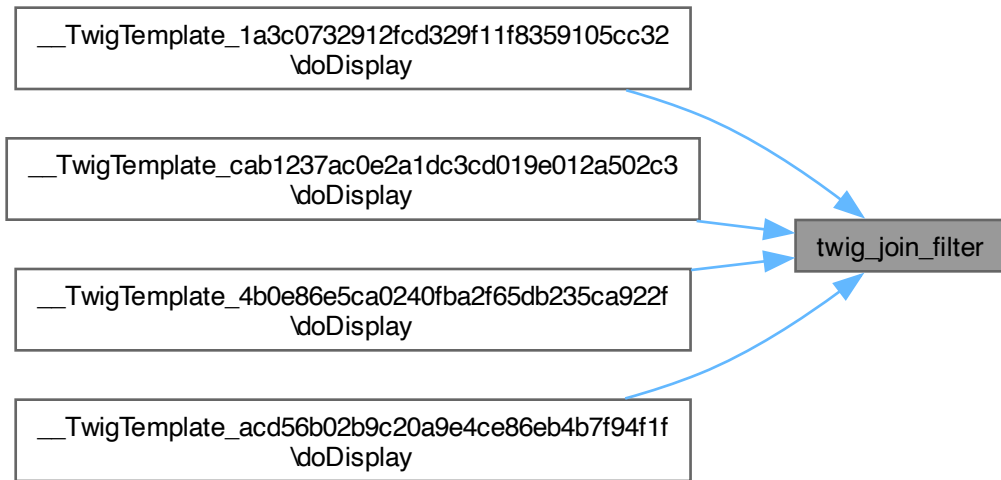 __TwigTemplate_1a3c0732912fcd329f11f8359105cc32
\doDisplay
__TwigTemplate_cab1237ac0e2a1dc3cd019e012a502c3
\doDisplay
twig_join_filter
__TwigTemplate_4b0e86e5ca0240fba2f65db235ca922f
\doDisplay
__TwigTemplate_acd56b02b9c20a9e4ce86eb4b7f94f1f
\doDisplay